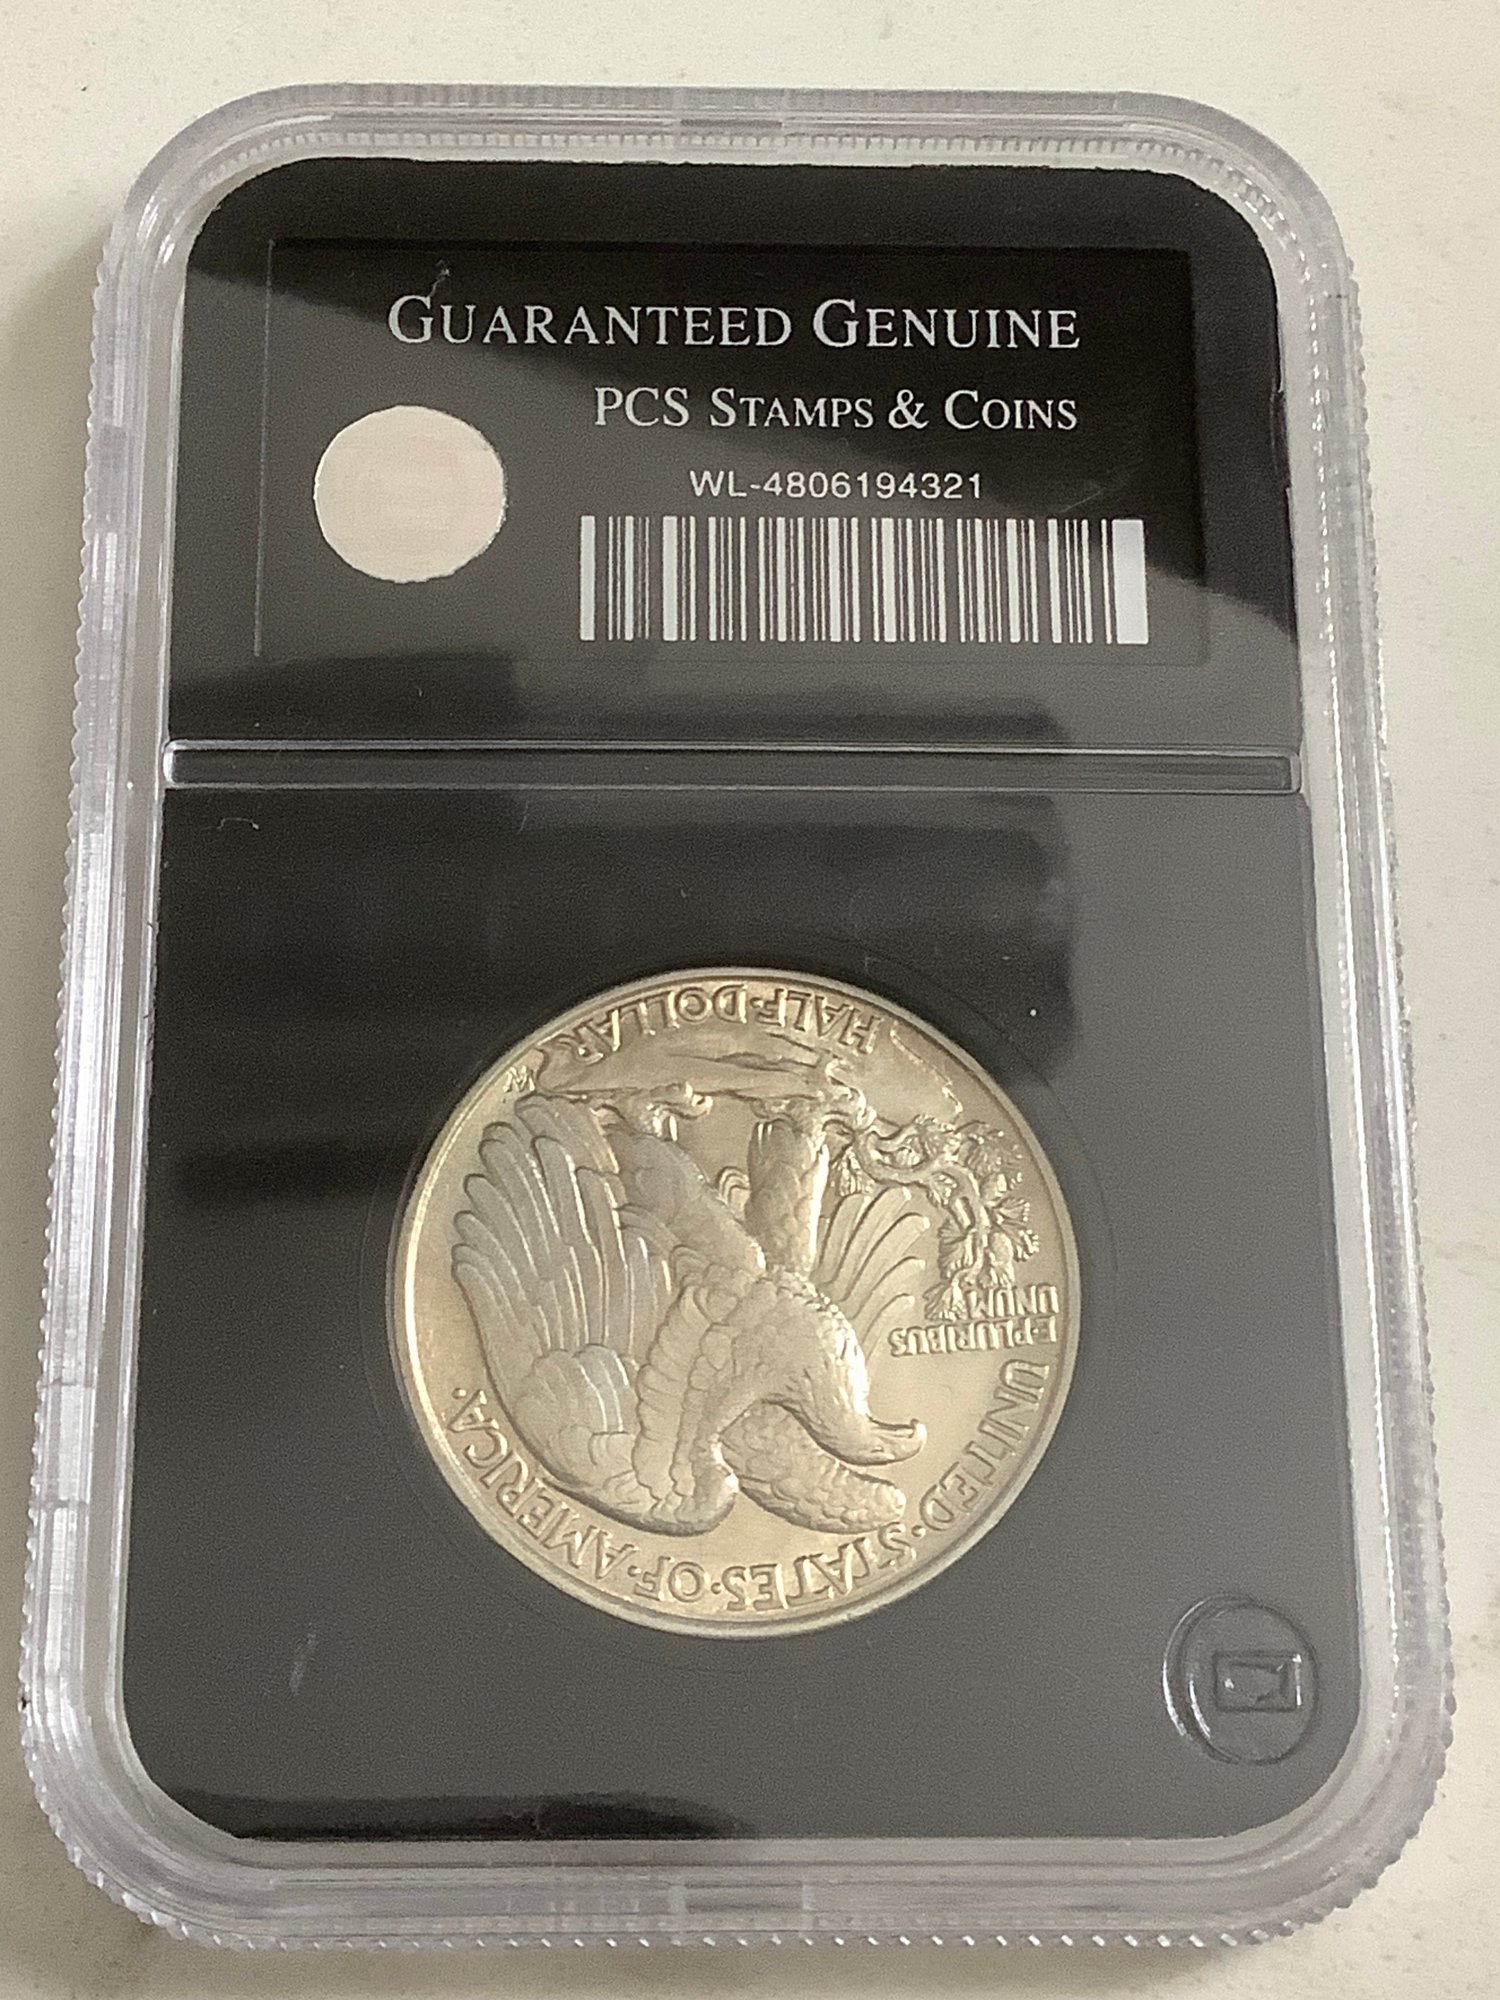 GUARANTEED GENUINE
PCS STAMPS & COINS
WL-4806194321
HALF·DOLLAR
E·PLURIBUS
UNUM
UNITED·STATES·OF·AMERICA·